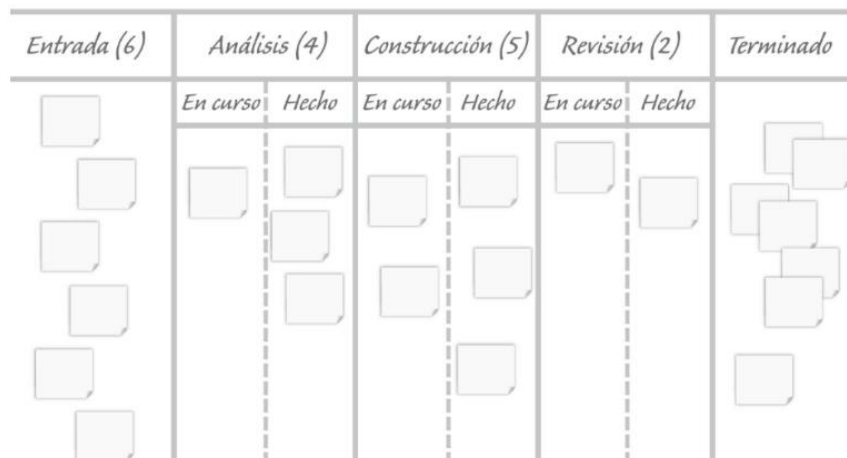 Entrada (6) Análisis (4) Construcción (5) Revisión (2) Terminado
En curso Hecho En curso Hecho En curso Hecho